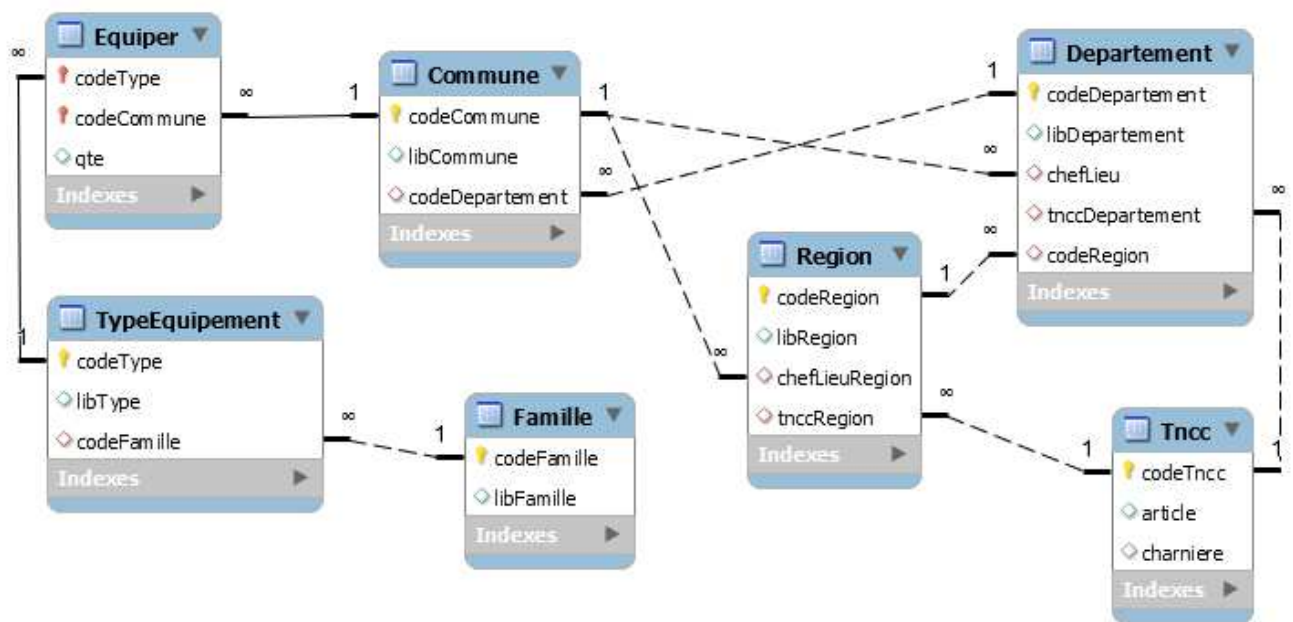 Equiper
codeType
codeCommune
qte
Indexes
∞
∞
1
Commune
codeCommune
libCommune
codeDepartement
Indexes
1
∞
1
∞
∞
∞
Departement
codeDepartement
libDepartement
chefLieu
tnccDepartement
codeRegion
Indexes
Region
codeRegion
libRegion
chefLieuRegion
tnccRegion
Indexes
1
∞
∞
1
TypeEquipement
codeType
libType
codeFamille
Indexes
1
∞
1
Famille
codeFamille
libFamille
Indexes
Tncc
codeTncc
article
charniere
Indexes
1